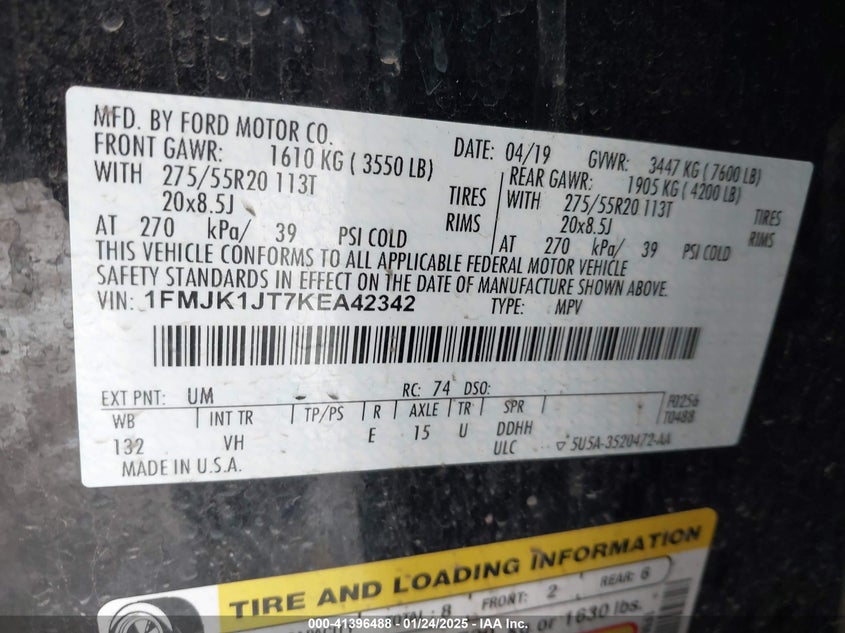 MFD. BY FORD MOTOR CO.
DATE: 04/19 GVWR: 3447 KG ( 7600 LB)
FRONT GAWR: 1610 KG ( 3550 LB)
REAR GAWR: 1905 KG ( 4200 LB)
WITH 275/55R20 113T TIRES
WITH 275/55R20 113T TIRES
20x8.5J RIMS
20x8.5J RIMS
AT 270 kPa/ 39 PSI COLD
AT 270 kPa/ 39 PSI COLD
THIS VEHICLE CONFORMS TO ALL APPLICABLE FEDERAL MOTOR VEHICLE
SAFETY STANDARDS IN EFFECT ON THE DATE OF MANUFACTURE SHOWN ABOVE.
VIN: 1FMJK1JT7KEA42342 TYPE: MPV
EXT PNT: UM RC: 74 DSO: F0256
WB INT TR TP/PS R AXLE TR SPR T0488
132 VH E 15 U DDHH
ULC 5U5A-3520472-AA
MADE IN U.S.A.
TIRE AND LOADING INFORMATION
8 FRONT: 2 REAR: 6
OR 1630 lbs.
000-41396488 - 01/24/2025 - IAA Inc.